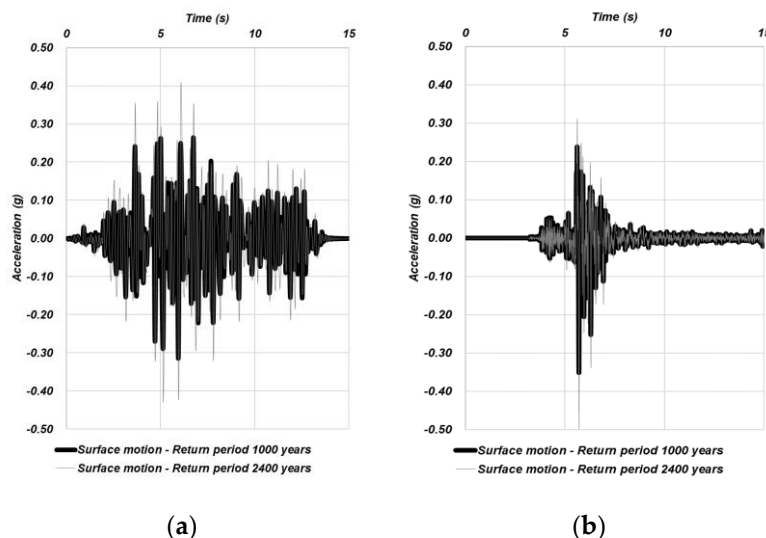 Time (s)
0 5 10 15
0.50
0.40
0.30
0.20
0.10
0.00
-0.10
-0.20
-0.30
-0.40
-0.50
Acceleration (g)
Surface motion - Return period 1000 years
Surface motion - Return period 2400 years
(a)
Time (s)
0 5 10 15
0.50
0.40
0.30
0.20
0.10
0.00
-0.10
-0.20
-0.30
-0.40
-0.50
Acceleration (g)
Surface motion - Return period 1000 years
Surface motion - Return period 2400 years
(b)